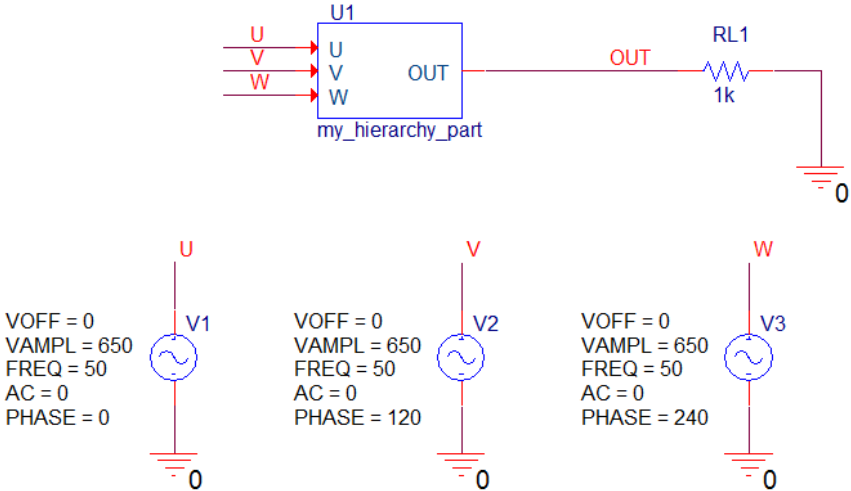 U1
U
V
W
U
V
W
OUT
my_hierarchy_part
OUT
RL1
1k
0
U
VOFF = 0
VAMPL = 650
FREQ = 50
AC = 0
PHASE = 0
V1
0
V
VOFF = 0
VAMPL = 650
FREQ = 50
AC = 0
PHASE = 120
V2
0
W
VOFF = 0
VAMPL = 650
FREQ = 50
AC = 0
PHASE = 240
V3
0